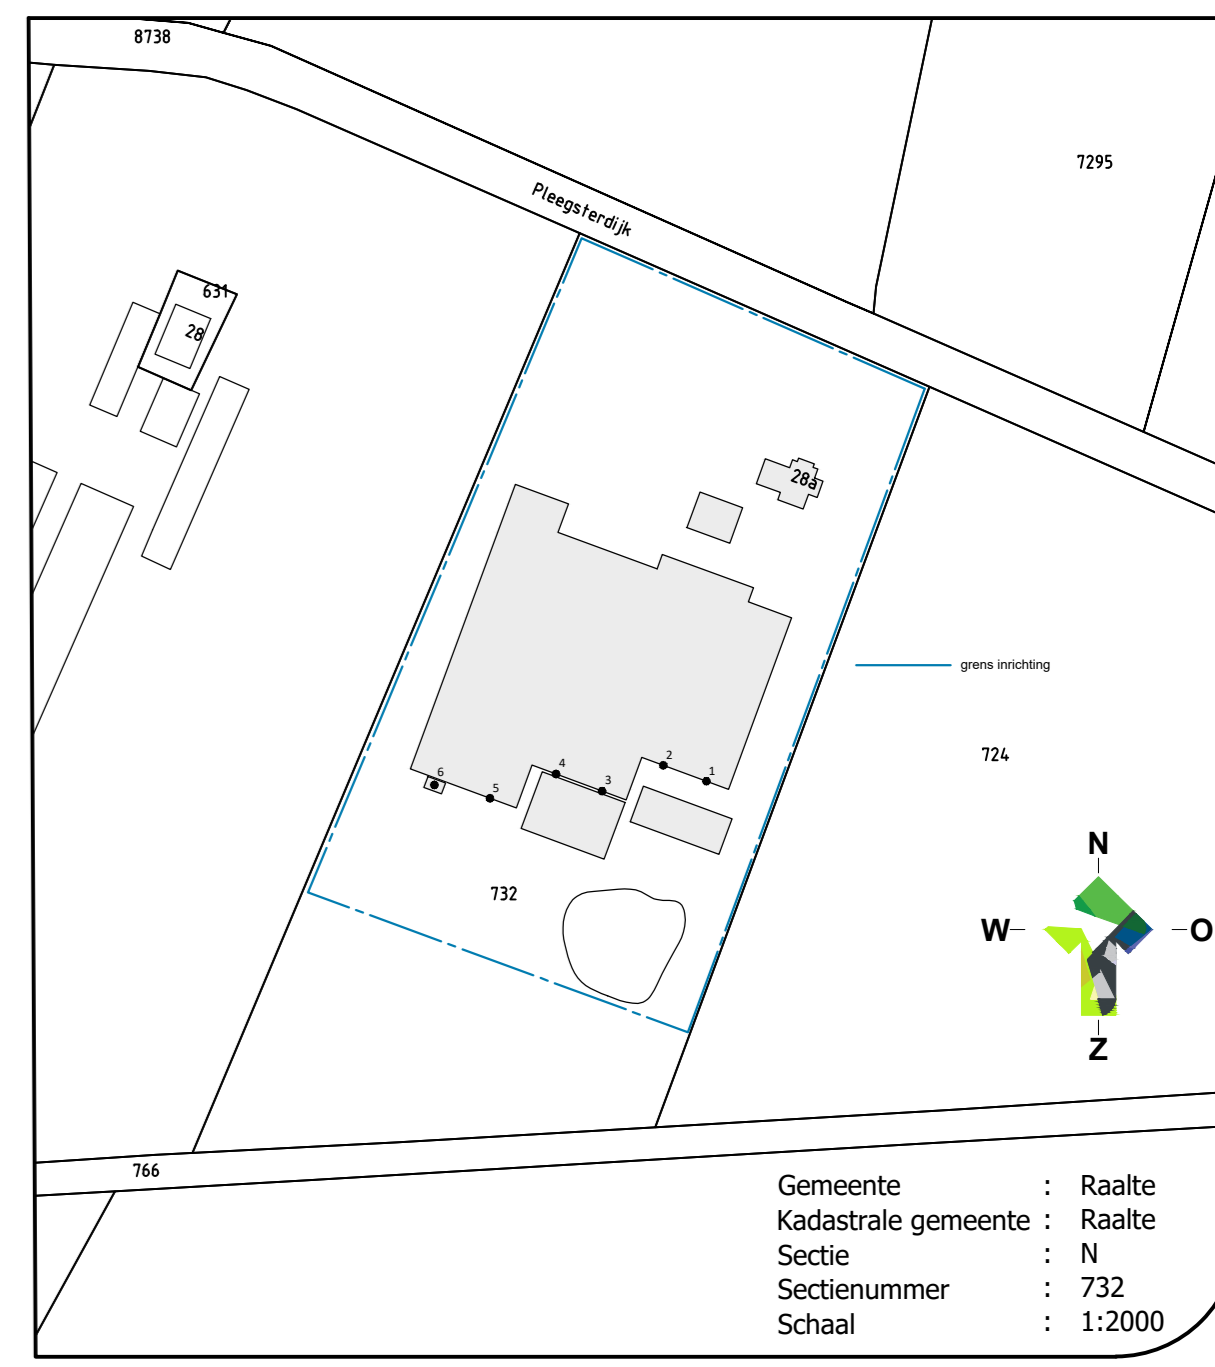 8738
7295
Pleegsterdijk
631
28
28a
grens inrichting
724
2
4
1
6
3
5
732
N
W
O
Z
766
Gemeente : Raalte
Kadastrale gemeente : Raalte
Sectie : N
Sectienummer : 732
Schaal : 1:2000